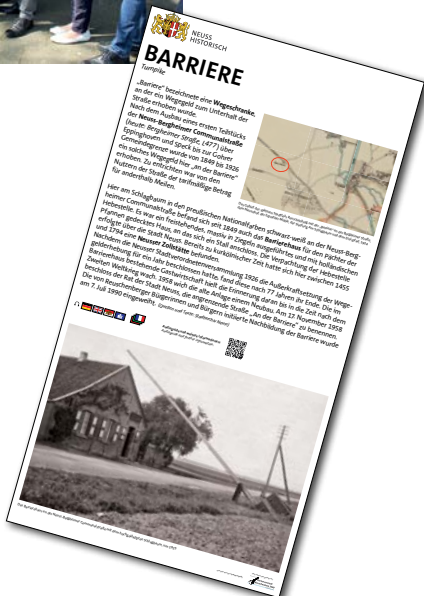 NEUSS
HISTORISCH
BARRIERE
Turnpike
„Barriere“ bezeichnete eine Wegeschranke,
an der ein Wegegeld zum Unterhalt der
Straße erhoben wurde.
Nach dem Ausbau eines ersten Teilstücks
der Neuss-Bergheimer Communalstraße
(heute: Bergheimer Straße, L477) über
Eppinghoven und Speck bis zur Gohrer
Gemeindegrenze wurde von 1849 bis 1926
ein solches Wegegeld hier „an der Barriere“
erhoben. Zu entrichten war von den
Nutzern der Straße der tarifmäßige Betrag
für anderthalb Meilen.
Hier am Schlagbaum in den preußischen Nationalfarben schwarz-weiß an der Neuss-Berg-
heimer Communalstraße befand sich seit 1849 auch das Barrierehaus für den Pächter der
Hebestelle. Es war ein freistehendes, massiv in Ziegeln ausgeführtes und mit holländischen
Pfannen gedecktes Haus, an das sich ein Stall anschloss. Die Verpachtung der Hebestelle
erfolgte über die Stadt Neuss. Bereits zu kurkölnischer Zeit hatte sich hier zwischen 1455
und 1794 eine Neusser Zollstätte befunden.
Nachdem die Neusser Stadtverordnetenversammlung 1926 die Außerkraftsetzung der Wege-
gelderhebung für ein Jahr beschlossen hatte, fand diese nach 77 Jahren ihr Ende. Die im
Barrierehaus bestehende Gastwirtschaft hielt die Erinnerung daran bis in die Zeit nach dem
Zweiten Weltkrieg wach. 1958 wich die alte Anlage einem Neubau. Am 17. November 1958
beschloss der Rat der Stadt Neuss, die angrenzende Straße „An der Barriere“ zu benennen.
Die von Reuschenberger Bürgerinnen und Bürgern initiierte Nachbildung der Barriere wurde
am 7. Juli 1990 eingeweiht.